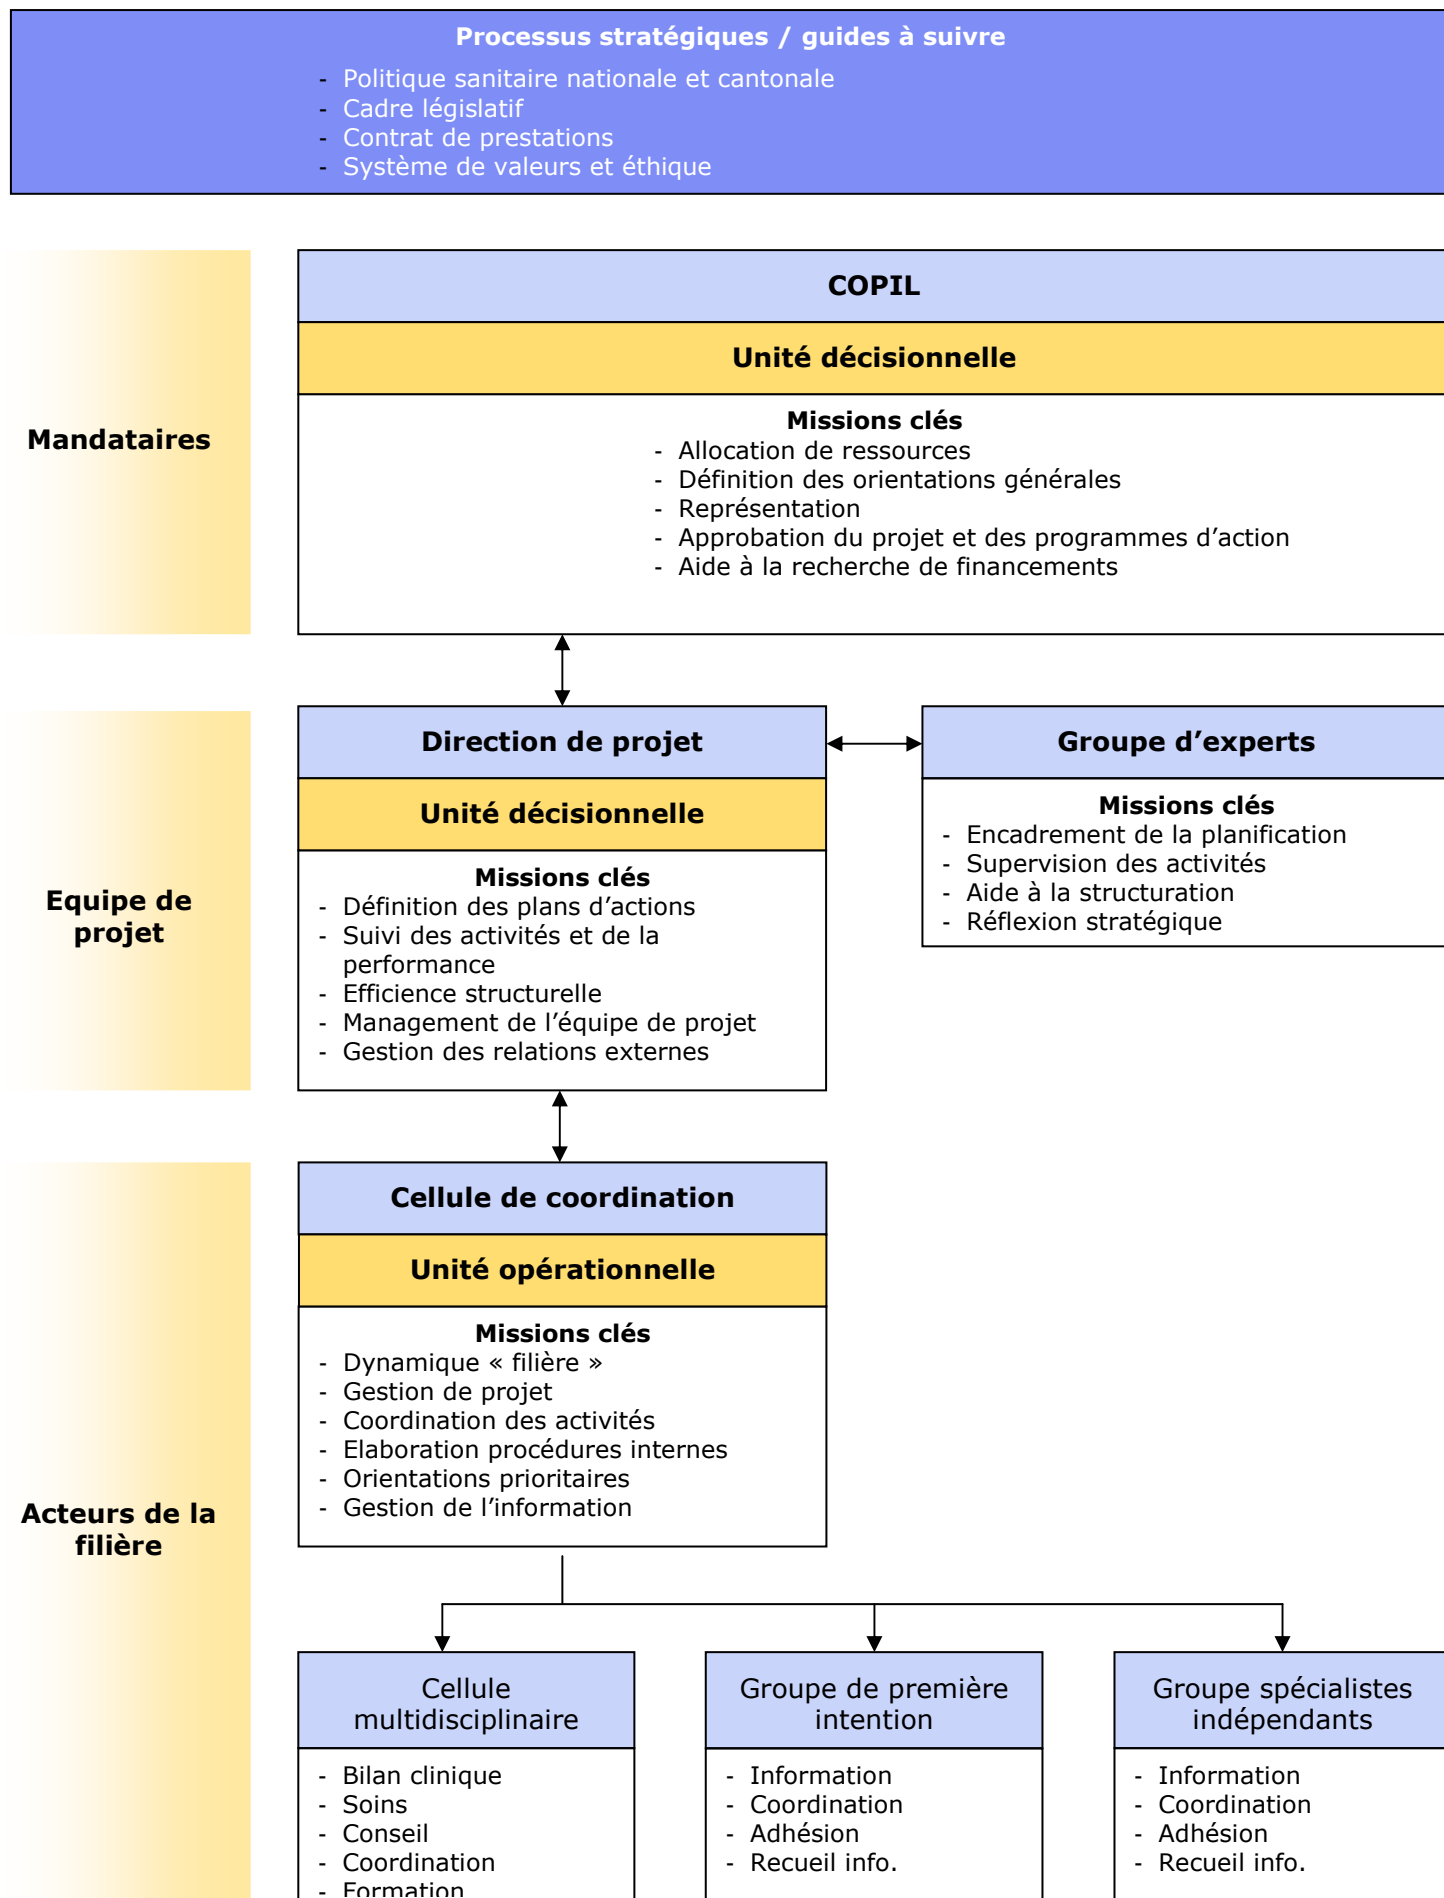 Processus stratégiques / guides à suivre
- Politique sanitaire nationale et cantonale
- Cadre législatif
- Contrat de prestations
- Système de valeurs et éthique
Mandataires
COPIL
Unité décisionnelle
Missions clés
- Allocation de ressources
- Définition des orientations générales
- Représentation
- Approbation du projet et des programmes d’action
- Aide à la recherche de financements
Equipe de
projet
Direction de projet
Unité décisionnelle
Missions clés
- Définition des plans d’actions
- Suivi des activités et de la
performance
- Efficience structurelle
- Management de l’équipe de projet
- Gestion des relations externes
Groupe d’experts
Missions clés
- Encadrement de la planification
- Supervision des activités
- Aide à la structuration
- Réflexion stratégique
Acteurs de la
filière
Cellule de coordination
Unité opérationnelle
Missions clés
- Dynamique « filière »
- Gestion de projet
- Coordination des activités
- Elaboration procédures internes
- Orientations prioritaires
- Gestion de l’information
Cellule
multidisciplinaire
- Bilan clinique
- Soins
- Conseil
- Coordination
- Formation
Groupe de première
intention
- Information
- Coordination
- Adhésion
- Recueil info.
Groupe spécialistes
indépendants
- Information
- Coordination
- Adhésion
- Recueil info.